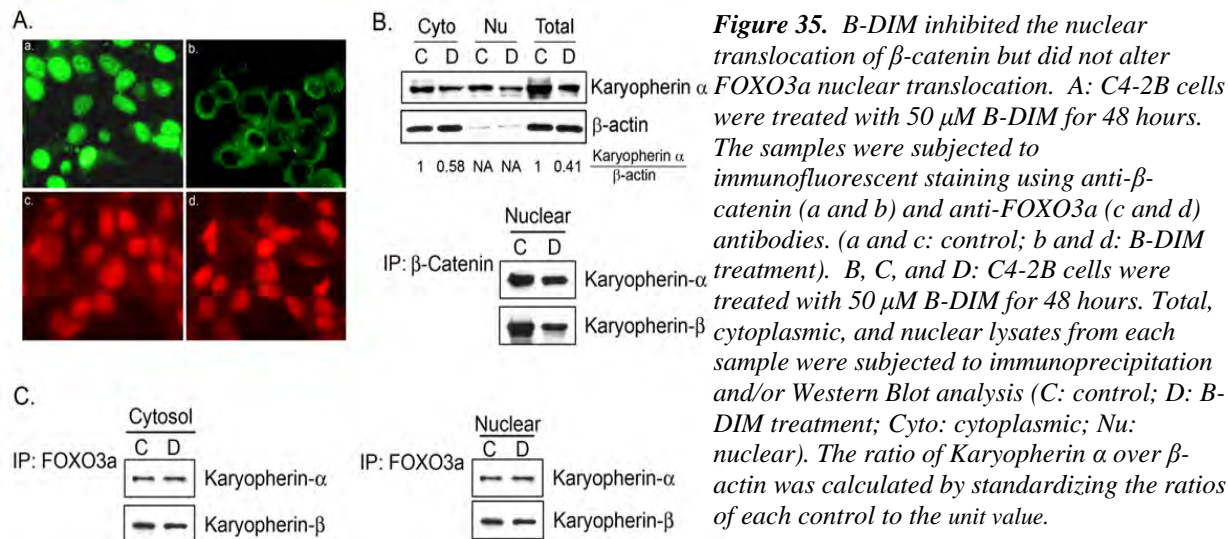 A.
a.
b.
c.
d.
B.
Cyto Nu Total
C D C D C D
Karyopherin α
β-actin
1 0.58 NA NA 1 0.41
Karyopherin α
β-actin
Nuclear
C D
IP: β-Catenin
Karyopherin-α
Karyopherin-β
C.
Cytosol
C D
IP: FOXO3a
Karyopherin-α
Karyopherin-β
Nuclear
C D
IP: FOXO3a
Karyopherin-α
Karyopherin-β
Figure 35. B-DIM inhibited the nuclear
translocation of β-catenin but did not alter
FOXO3a nuclear translocation. A: C4-2B cells
were treated with 50 μM B-DIM for 48 hours.
The samples were subjected to
immunofluorescent staining using anti-β-
catenin (a and b) and anti-FOXO3a (c and d)
antibodies. (a and c: control; b and d: B-DIM
treatment). B, C, and D: C4-2B cells were
treated with 50 μM B-DIM for 48 hours. Total,
cytoplasmic, and nuclear lysates from each
sample were subjected to immunoprecipitation
and/or Western Blot analysis (C: control; D: B-
DIM treatment; Cyto: cytoplasmic; Nu:
nuclear). The ratio of Karyopherin α over β-
actin was calculated by standardizing the ratios
of each control to the unit value.